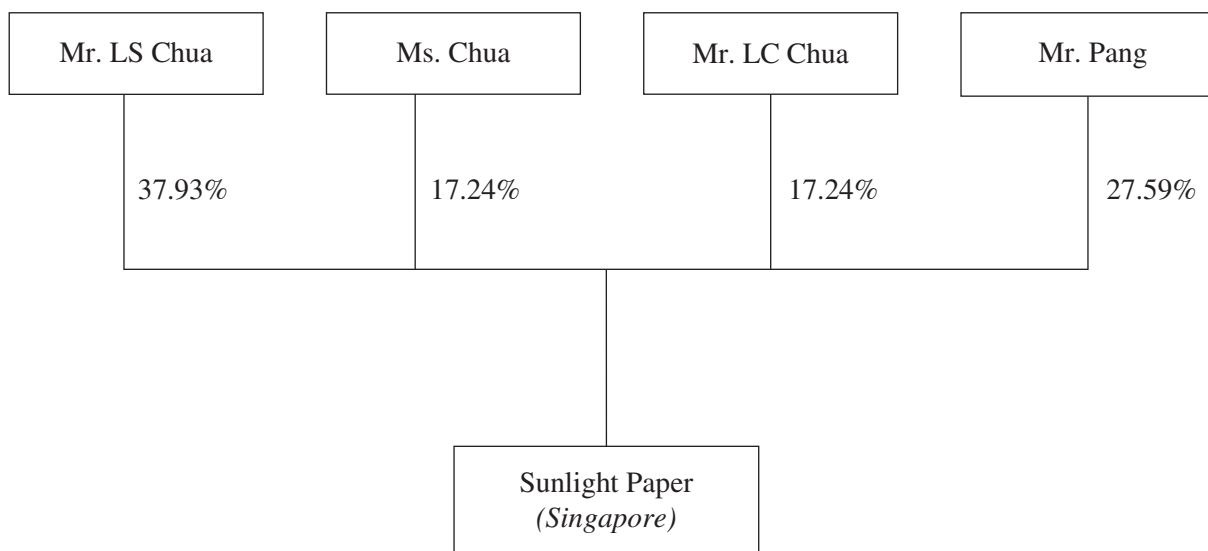 Mr. LS Chua
Ms. Chua
Mr. LC Chua
Mr. Pang
37.93%
17.24%
17.24%
27.59%
Sunlight Paper
(Singapore)